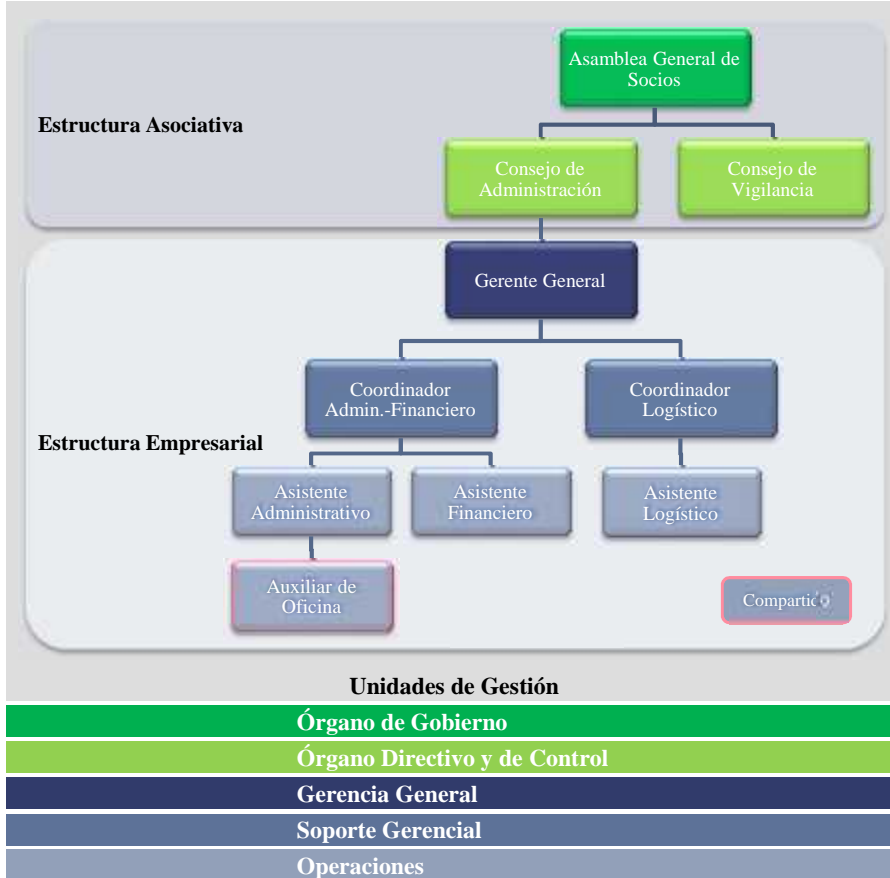 Asamblea General de
Socios
Estructura Asociativa
Consejo de
Administración
Consejo de
Vigilancia
Gerente General
Coordinador
Admin.-Financiero
Coordinador
Logístico
Estructura Empresarial
Asistente
Administrativo
Asistente
Financiero
Asistente
Logístico
Auxiliar de
Oficina
Compartido
Unidades de Gestión
Órgano de Gobierno
Órgano Directivo y de Control
Gerencia General
Soporte Gerencial
Operaciones